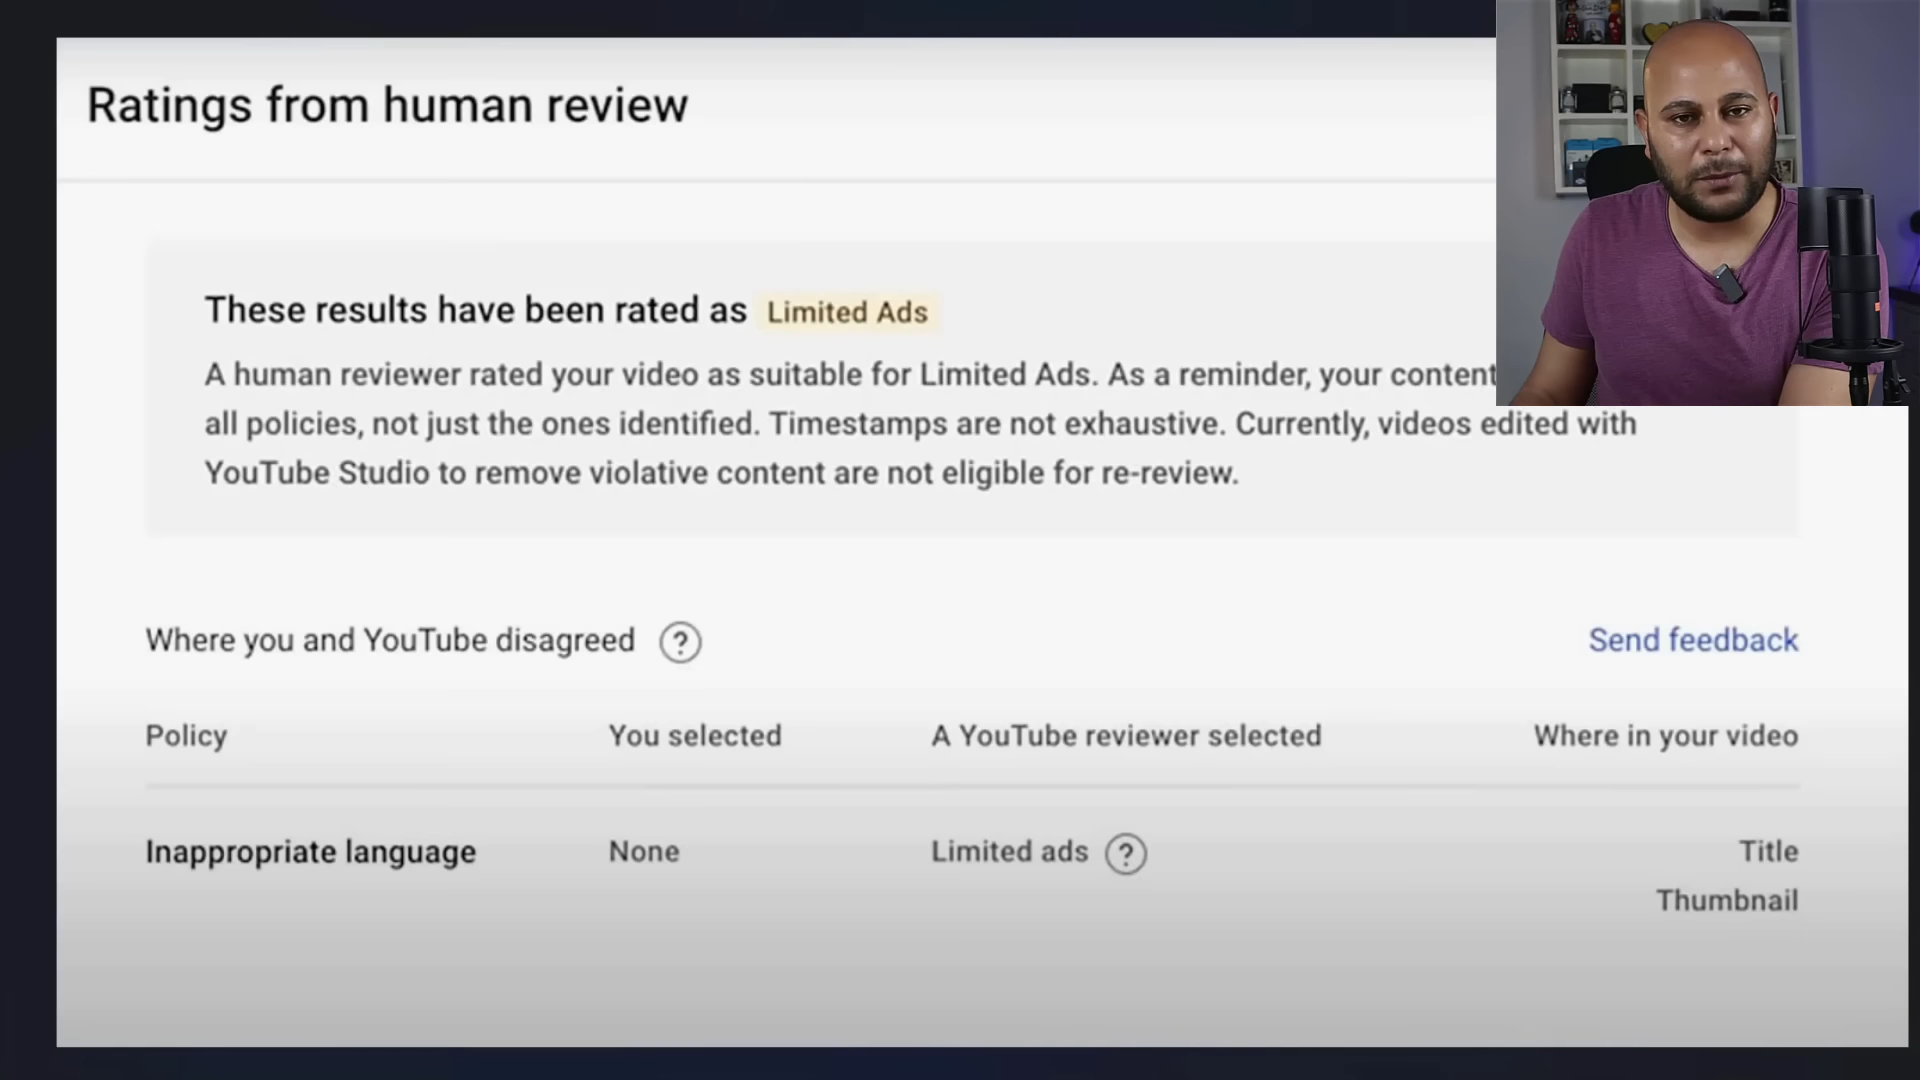 Ratings from human review
These results have been rated as Limited Ads
A human reviewer rated your video as suitable for Limited Ads. As a reminder, your content
all policies, not just the ones identified. Timestamps are not exhaustive. Currently, videos edited with
YouTube Studio to remove violative content are not eligible for re-review.
Where you and YouTube disagreed ?
Send feedback
Policy You selected A YouTube reviewer selected Where in your video
Inappropriate language None Limited ads ? Title
Thumbnail